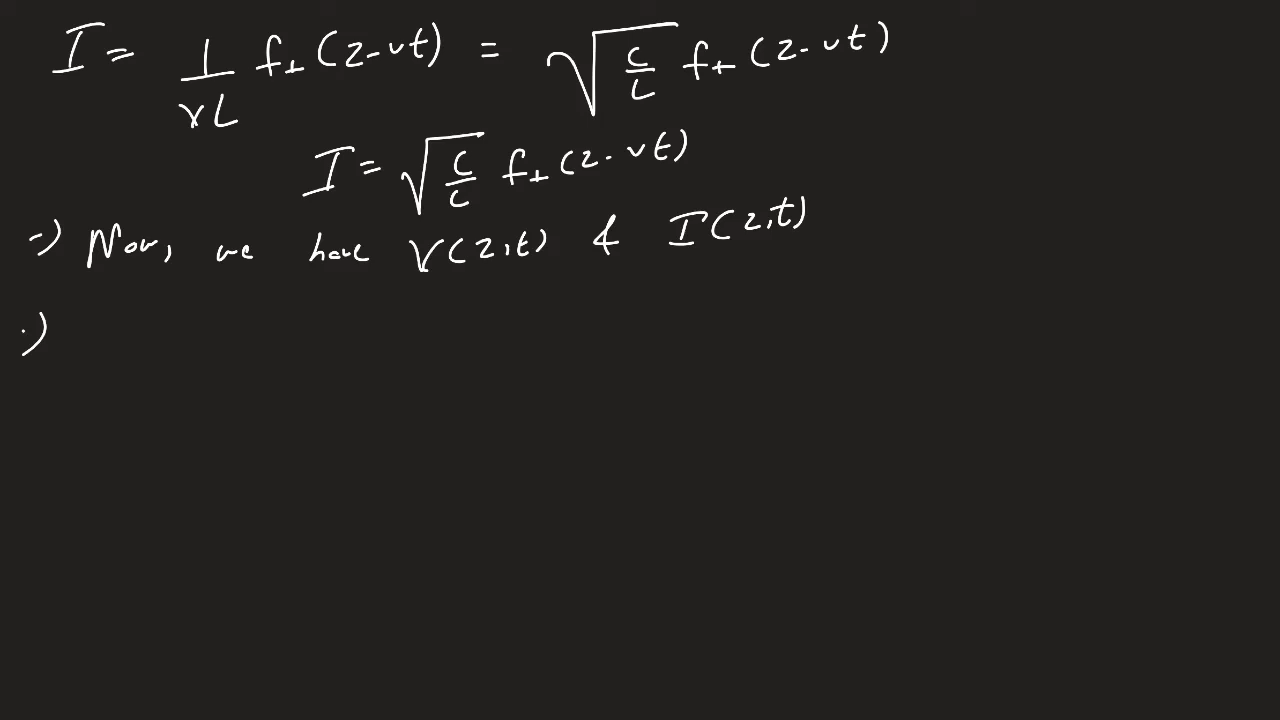 I = 1/vL f+(z-vt) = √(C/L) f+(z-vt)
I = √(C/L) f+(z-vt)
=) Now, we have V(z,t) & I(z,t)
·)